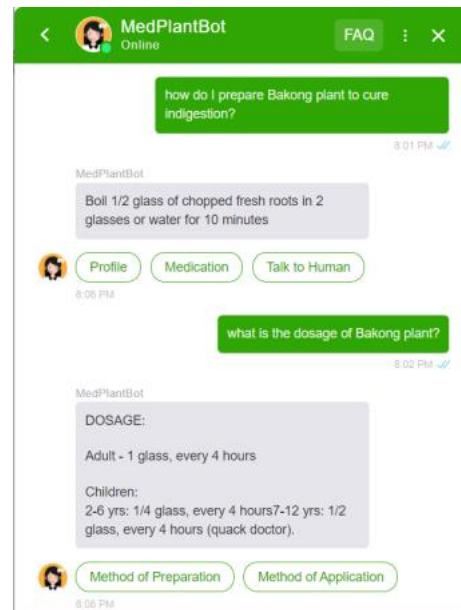 MedPlantBot
Online
FAQ
how do I prepare Bakong plant to cure
indigestion?
8:01 PM
MedPlantBot
Boil 1/2 glass of chopped fresh roots in 2
glasses or water for 10 minutes
Profile
Medication
Talk to Human
8:06 PM
what is the dosage of Bakong plant?
8:02 PM
MedPlantBot
DOSAGE:
Adult - 1 glass, every 4 hours
Children:
2-6 yrs: 1/4 glass, every 4 hours7-12 yrs: 1/2
glass, every 4 hours (quack doctor).
Method of Preparation
Method of Application
8:06 PM